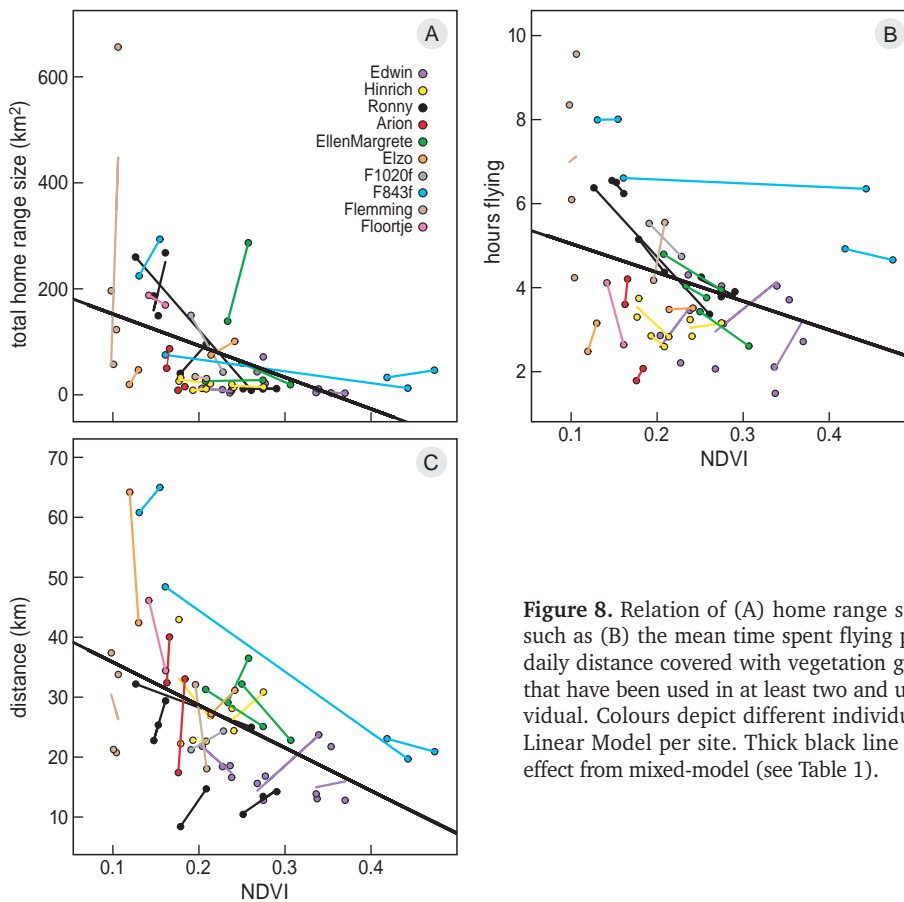 A
600
400
200
0
total home range size (km²)
Edwin
Hinrich
Ronny
Arion
EllenMargrete
Elzo
F1020f
F843f
Flemming
Floortje
B
10
8
6
4
2
hours flying
0.1 0.2 0.3 0.4
NDVI
C
70
60
50
40
30
20
10
distance (km)
0.1 0.2 0.3 0.4
NDVI
Figure 8. Relation of (A) home range s
such as (B) the mean time spent flying p
daily distance covered with vegetation g
that have been used in at least two and u
vidual. Colours depict different individu
Linear Model per site. Thick black line
effect from mixed-model (see Table 1).